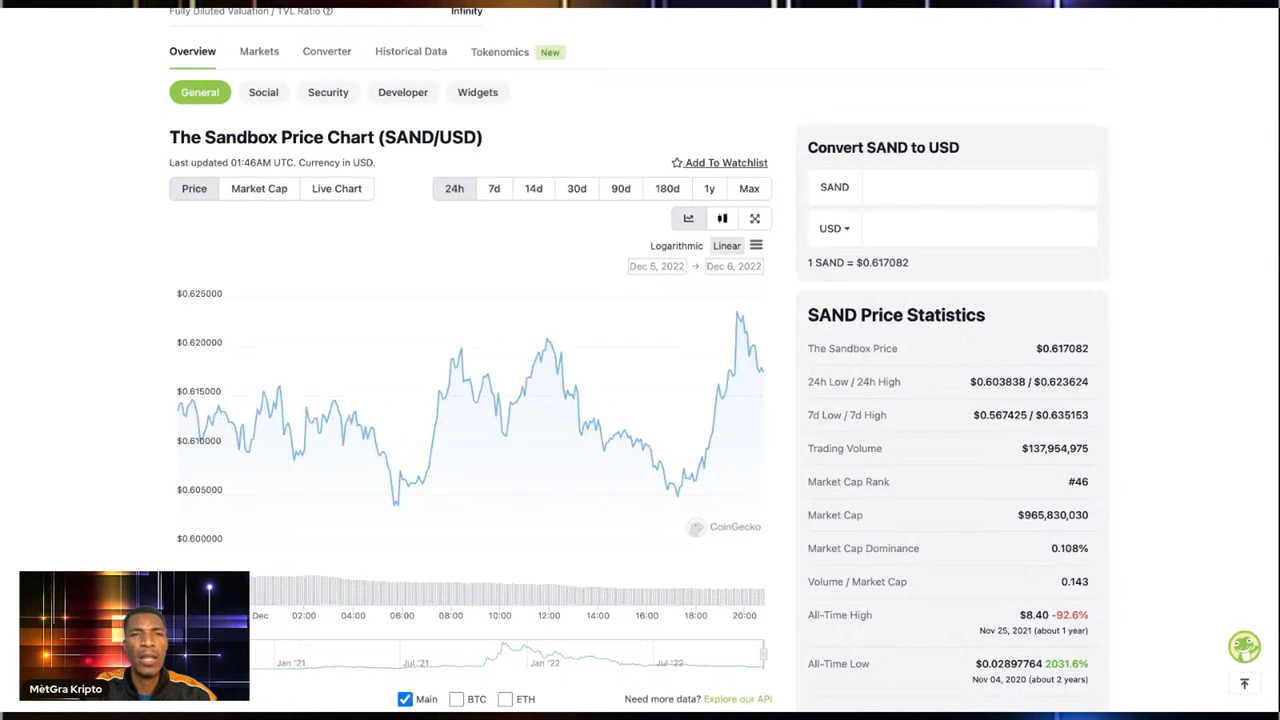 Fully Diluted Valuation / TVL Ratio
Infinity
Overview Markets Converter Historical Data Tokenomics New
General Social Security Developer Widgets
The Sandbox Price Chart (SAND/USD)
Last updated 01:46AM UTC. Currency in USD.
Add To Watchlist
Price Market Cap Live Chart
24h 7d 14d 30d 90d 180d 1y Max
Logarithmic Linear
Dec 5, 2022 → Dec 6, 2022
$0.625000
$0.620000
$0.615000
$0.610000
$0.605000
$0.600000
CoinGecko
Dec 02:00 04:00 06:00 08:00 10:00 12:00 14:00 16:00 18:00 20:00
Jan '21 Jul '21 Jan '22 Jul '22
Main BTC ETH
Need more data? Explore our API
Convert SAND to USD
SAND
USD
1 SAND = $0.617082
SAND Price Statistics
The Sandbox Price $0.617082
24h Low / 24h High $0.603838 / $0.623624
7d Low / 7d High $0.567425 / $0.635153
Trading Volume $137,954,975
Market Cap Rank #46
Market Cap $965,830,030
Market Cap Dominance 0.108%
Volume / Market Cap 0.143
All-Time High $8.40 -92.6%
Nov 25, 2021 (about 1 year)
All-Time Low $0.02897764 2031.6%
Nov 04, 2020 (about 2 years)
MètGra Kripto